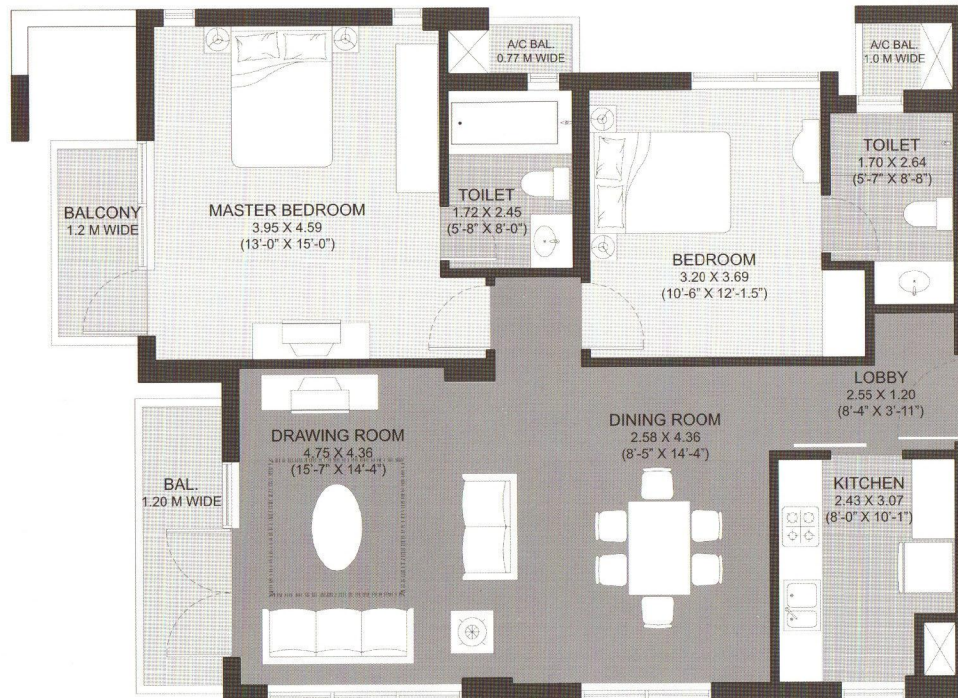 A/C BAL.
0.77 M WIDE
A/C BAL.
1.0 M WIDE
TOILET
1.70 X 2.64
(5'-7" X 8'-8")
BALCONY
1.2 M WIDE
MASTER BEDROOM
3.95 X 4.59
(13'-0" X 15'-0")
TOILET
1.72 X 2.45
(5'-8" X 8'-0")
BEDROOM
3.20 X 3.69
(10'-6" X 12'-1.5")
LOBBY
2.55 X 1.20
(8'-4" X 3'-11")
DRAWING ROOM
4.75 X 4.36
(15'-7" X 14'-4")
DINING ROOM
2.58 X 4.36
(8'-5" X 14'-4")
BAL.
1.20 M WIDE
KITCHEN
2.43 X 3.07
(8'-0" X 10'-1")